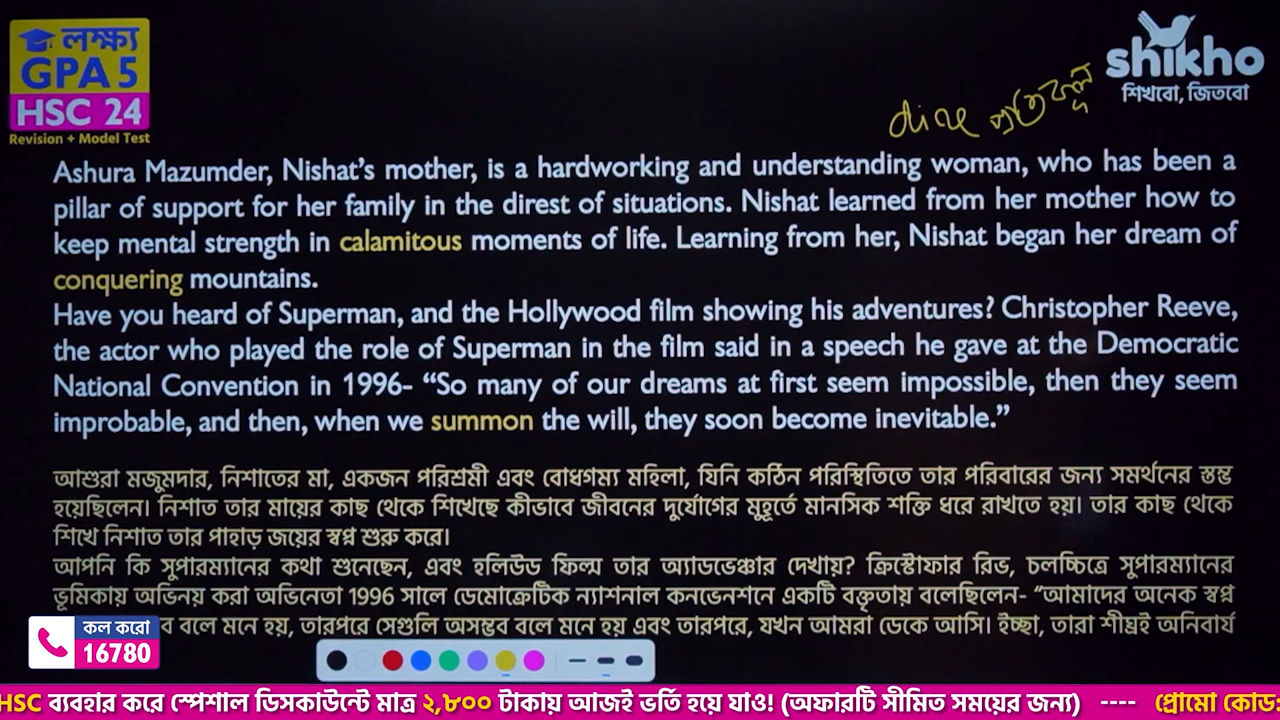 লক্ষ্য
GPA 5
HSC 24
Revision + Model Test
shikho
শিখবো, জিতবো
Ashura Mazumder, Nishat's mother, is a hardworking and understanding woman, who has been a
pillar of support for her family in the direst of situations. Nishat learned from her mother how to
keep mental strength in calamitous moments of life. Learning from her, Nishat began her dream of
conquering mountains.
Have you heard of Superman, and the Hollywood film showing his adventures? Christopher Reeve,
the actor who played the role of Superman in the film said in a speech he gave at the Democratic
National Convention in 1996- “So many of our dreams at first seem impossible, then they seem
improbable, and then, when we summon the will, they soon become inevitable.”
আশুরা মজুমদার, নিশাতের মা, একজন পরিশ্রমী এবং বোধগম্য মহিলা, যিনি কঠিন পরিস্থিতিতে তার পরিবারের জন্য সমর্থনের স্তম্ভ
হয়েছিলেন। নিশাত তার মায়ের কাছ থেকে শিখেছে কীভাবে জীবনের দুর্যোগের মুহূর্তে মানসিক শক্তি ধরে রাখতে হয়। তার কাছ থেকে
শিখে নিশাত তার পাহাড় জয়ের স্বপ্ন শুরু করে।
আপনি কি সুপারম্যানের কথা শুনেছেন, এবং হলিউড ফিল্ম তার অ্যাডভেঞ্চার দেখায়? ক্রিস্টোফার রিভ, চলচ্চিত্রে সুপারম্যানের
ভূমিকায় অভিনয় করা অভিনেতা 1996 সালে ডেমোক্রেটিক ন্যাশনাল কনভেনশনে একটি বক্তৃতায় বলেছিলেন- “আমাদের অনেক স্বপ্ন
ব বলে মনে হয়, তারপরে সেগুলি অসম্ভব বলে মনে হয় এবং তারপরে, যখন আমরা ডেকে আসি। ইচ্ছা, তারা শীঘ্রই অনিবার্য
কল করো
16780
HSC ব্যবহার করে স্পেশাল ডিসকাউন্টে মাত্র ২,৮০০ টাকায় আজই ভর্তি হয়ে যাও! (অফারটি সীমিত সময়ের জন্য) ---- প্রোমো কোড: